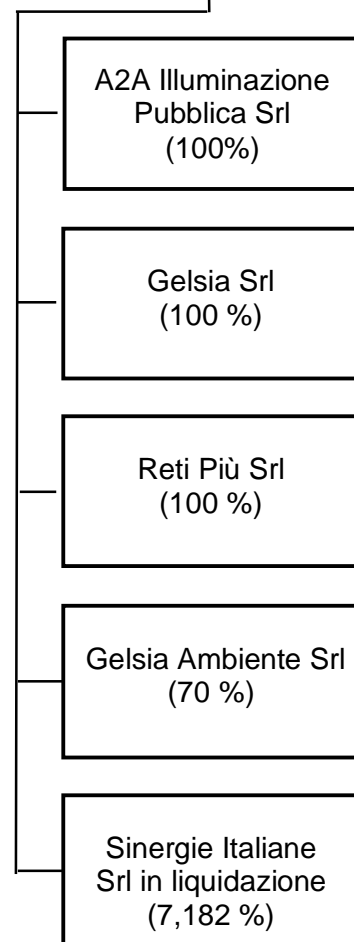 A2A Illuminazione
Pubblica Srl
(100%)
Gelsia Srl
(100 %)
Reti Più Srl
(100 %)
Gelsia Ambiente Srl
(70 %)
Sinergie Italiane
Srl in liquidazione
(7,182 %)